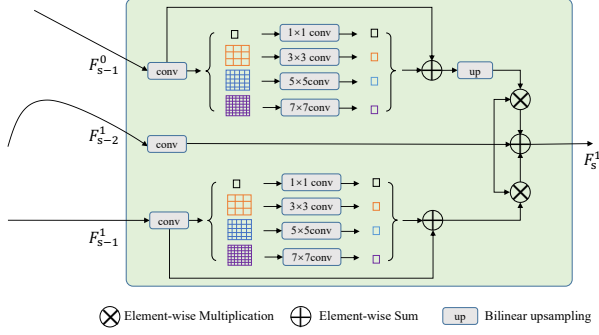 F⁰ₛ₋₁
conv
1×1 conv
3×3 conv
5×5conv
7×7conv
up
F¹ₛ₋₂
conv
F¹ₛ
F¹ₛ₋₁
conv
1×1 conv
3×3 conv
5×5conv
7×7conv
Element-wise Multiplication
Element-wise Sum
up
Bilinear upsampling